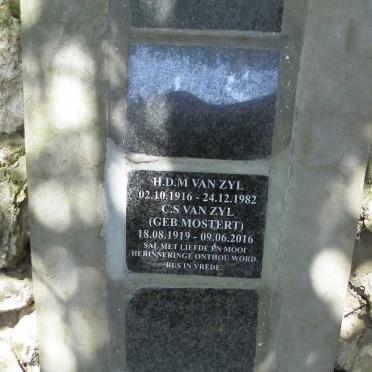 H.D.M VAN ZYL
02.10.1916 - 24.12.1982
C.S VAN ZYL
(GEB MOSTERT)
18.08.1919 - 09.06.2016
SAL MET LIEFDE EN MOOI
HERINNERINGE ONTHOU WORD.
RUS IN VREDE.